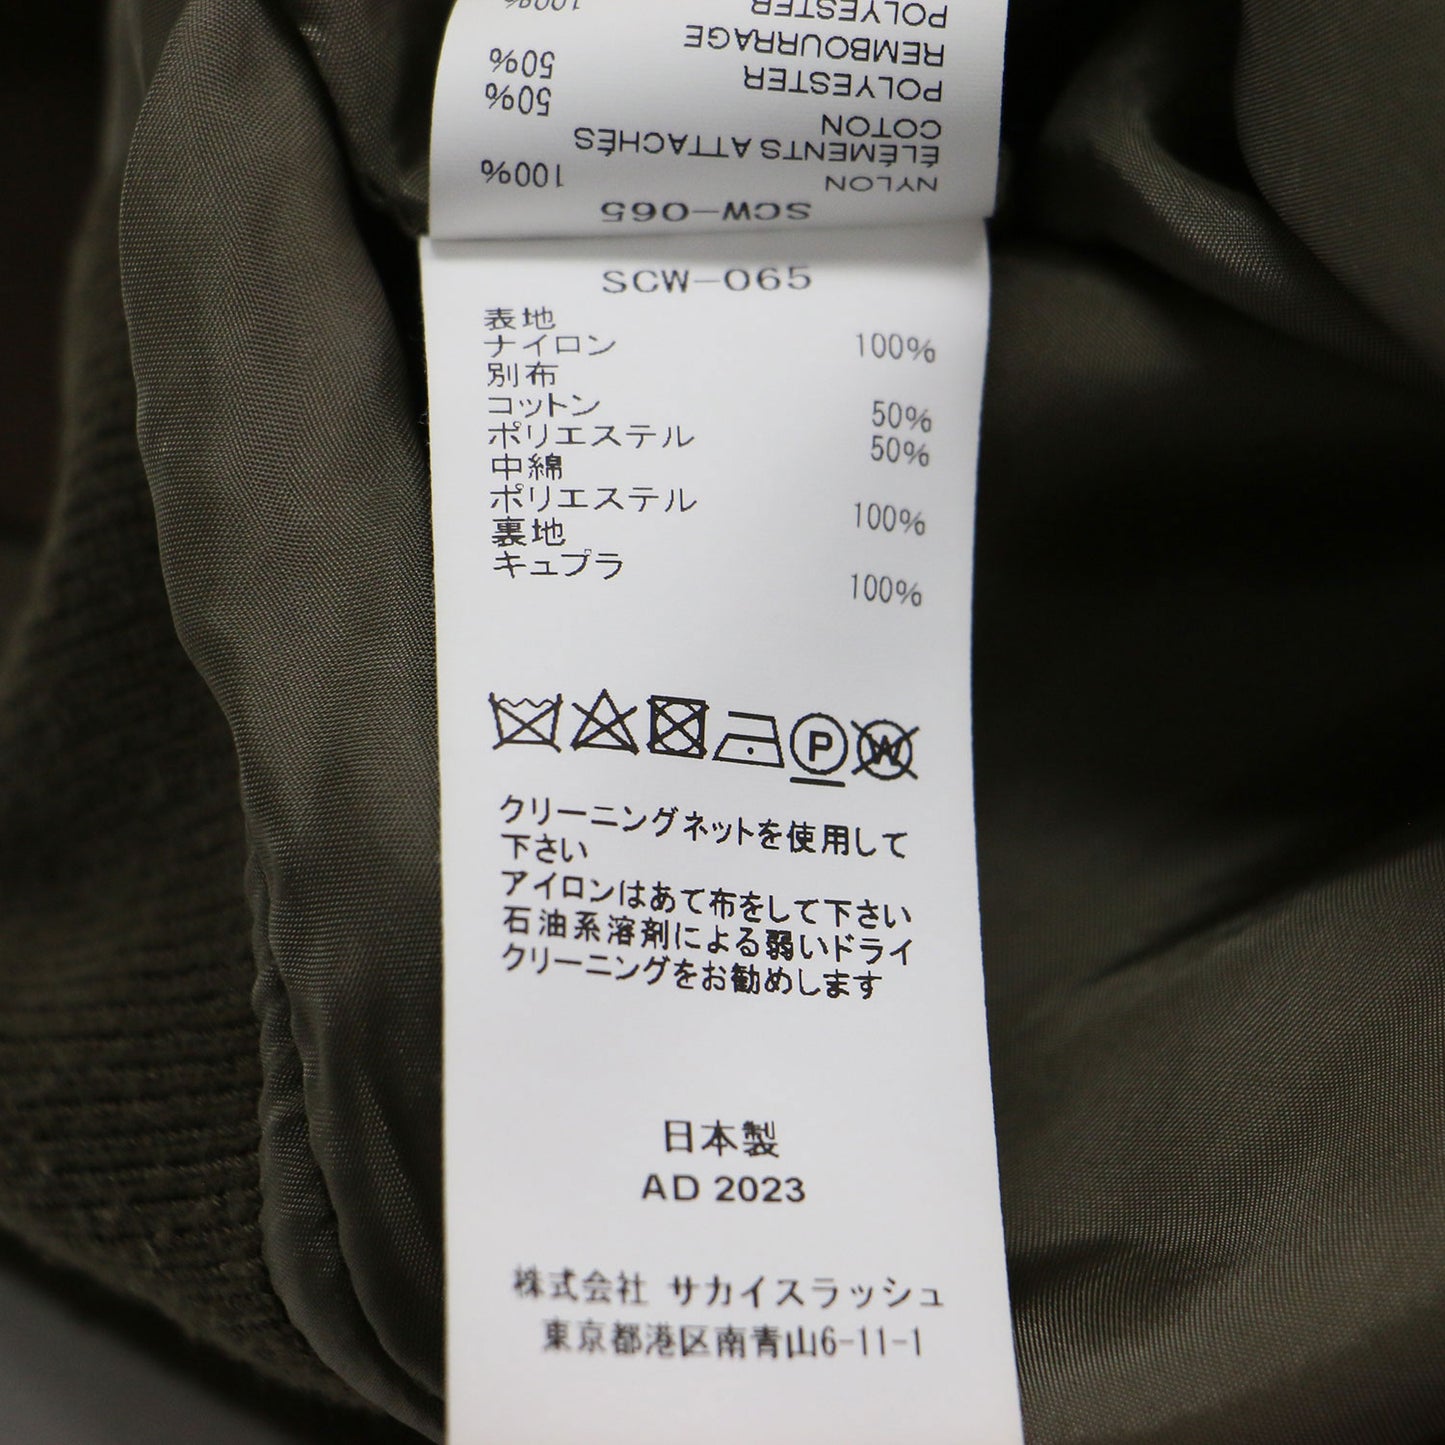 100%
POLYESTER
REMBOURRAGE
POLYESTER 50%
COTON 50%
ÉLÉMENTS ATTACHÉS
NYLON 100%
SCW-065
SCW-065
表地
ナイロン 100%
別布
コットン 50%
ポリエステル 50%
中綿
ポリエステル 100%
裏地
キュプラ 100%
P W
クリーニングネットを使用して
下さい
アイロンはあて布をして下さい
石油系溶剤による弱いドライ
クリーニングをお勧めします
日本製
AD 2023
株式会社 サカイスラッシュ
東京都港区南青山6-11-1